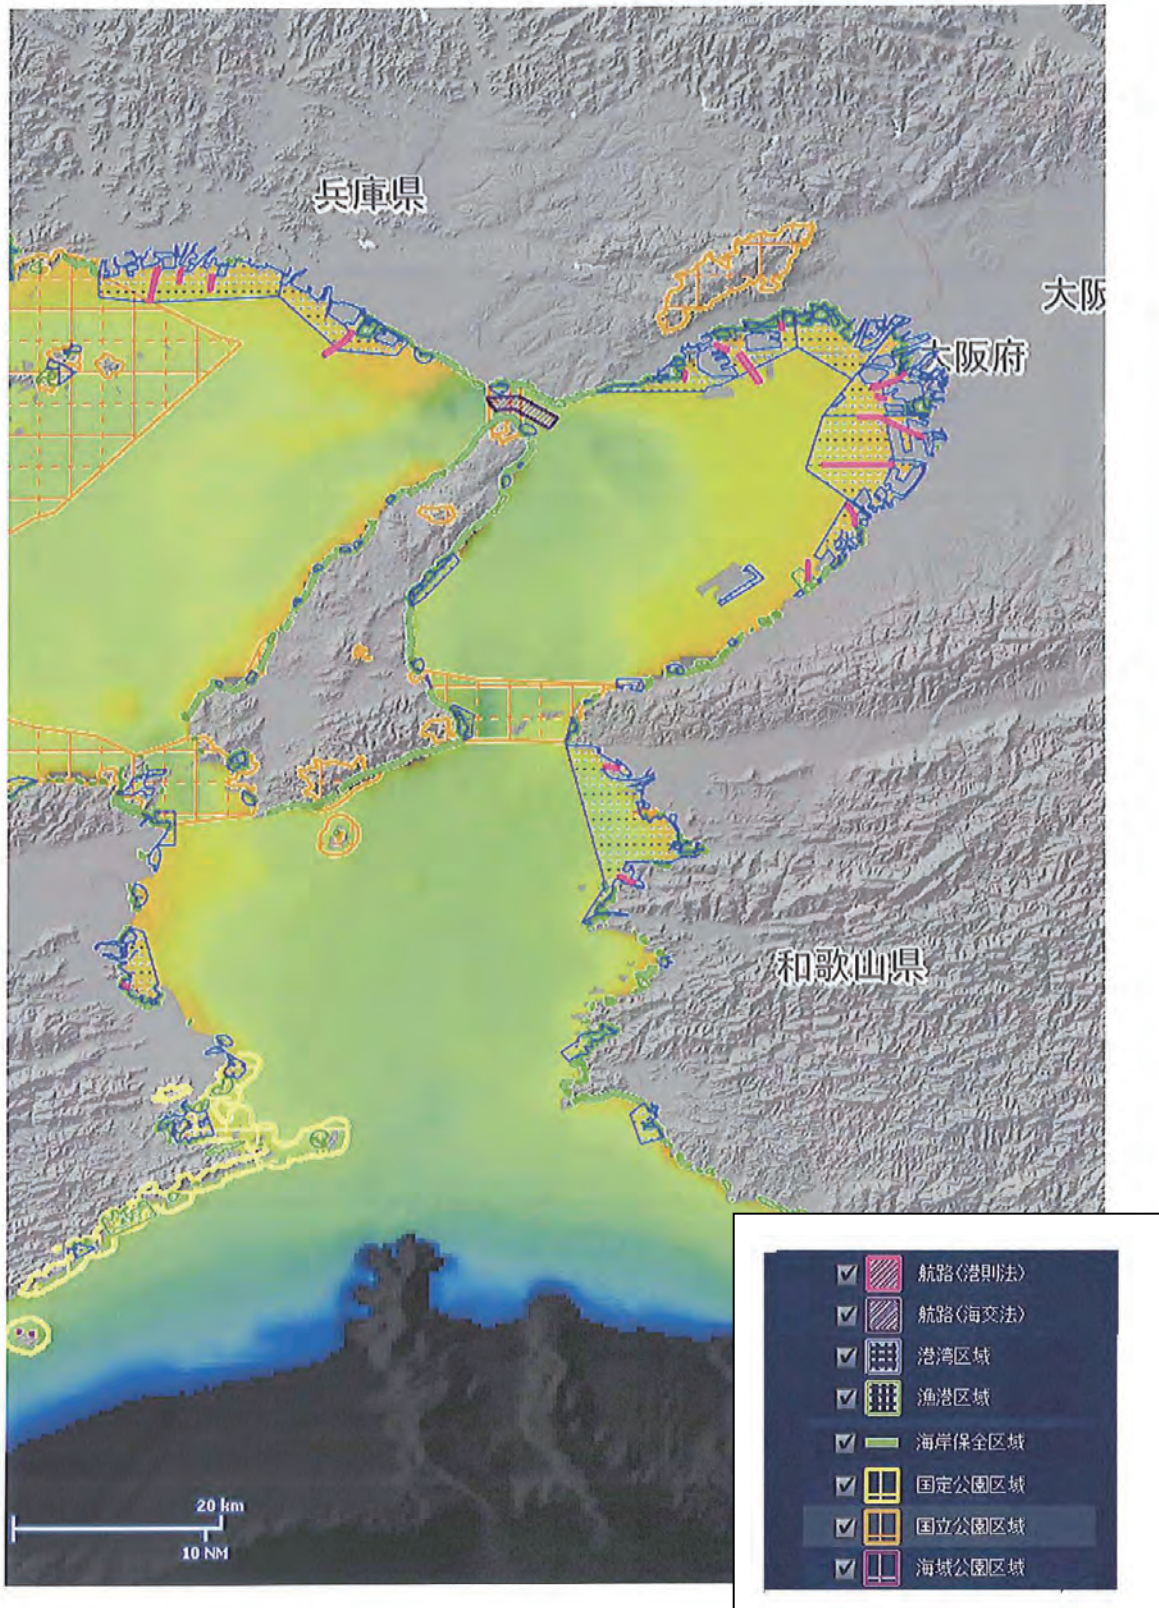 兵庫県
大阪
大阪府
和歌山県
20 km
10 NM
航路(港則法)
航路(海交法)
港湾区域
漁港区域
海岸保全区域
国定公園区域
国立公園区域
海域公園区域